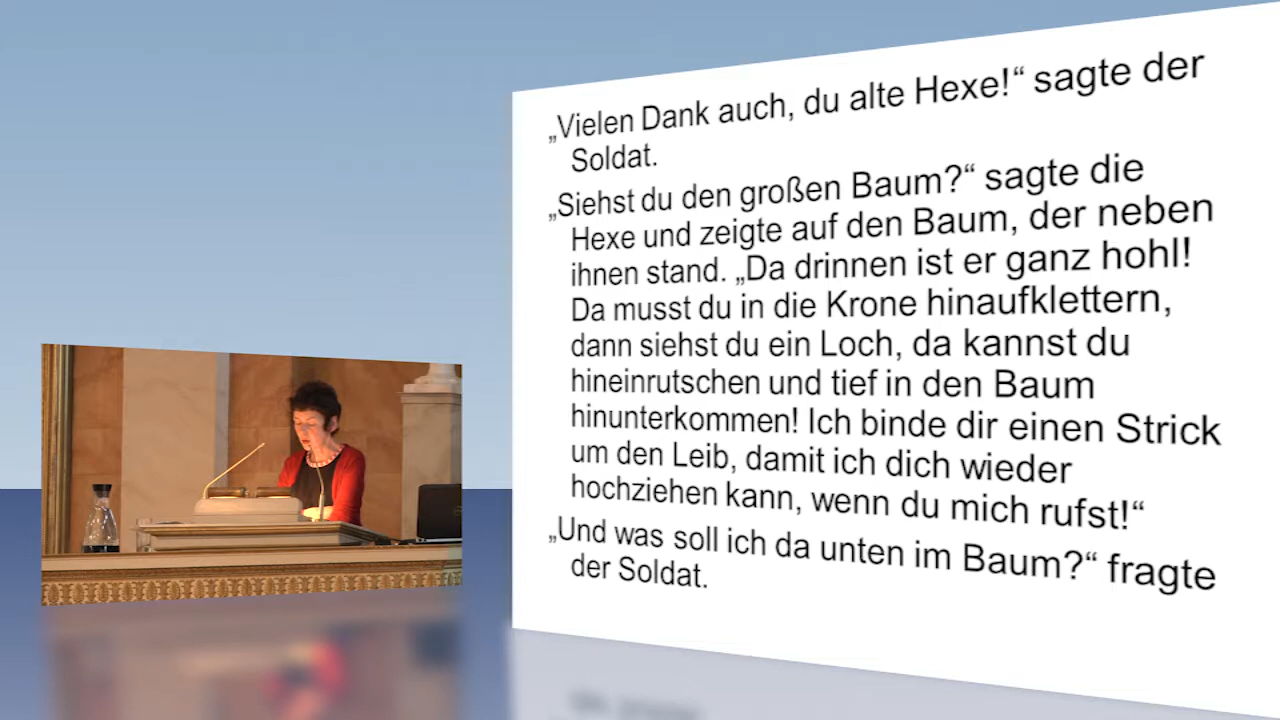 „Vielen Dank auch, du alte Hexe!“ sagte der
Soldat.
„Siehst du den großen Baum?“ sagte die
Hexe und zeigte auf den Baum, der neben
ihnen stand. „Da drinnen ist er ganz hohl!
Da musst du in die Krone hinaufklettern,
dann siehst du ein Loch, da kannst du
hineinrutschen und tief in den Baum
hinunterkommen! Ich binde dir einen Strick
um den Leib, damit ich dich wieder
hochziehen kann, wenn du mich rufst!“
„Und was soll ich da unten im Baum?“ fragte
der Soldat.